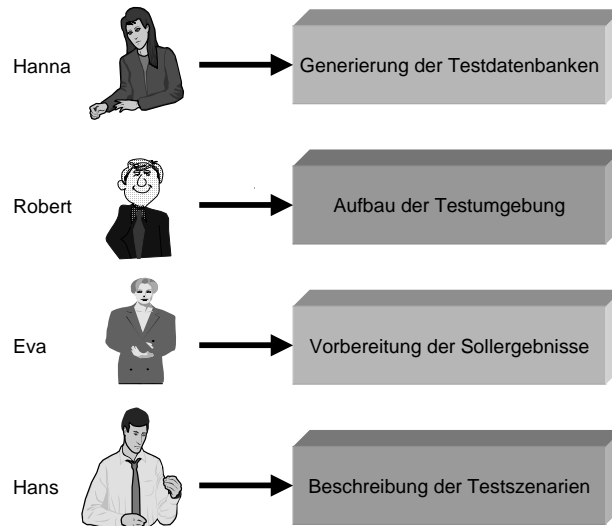 Hanna
Generierung der Testdatenbanken
Robert
Aufbau der Testumgebung
Eva
Vorbereitung der Sollergebnisse
Hans
Beschreibung der Testszenarien